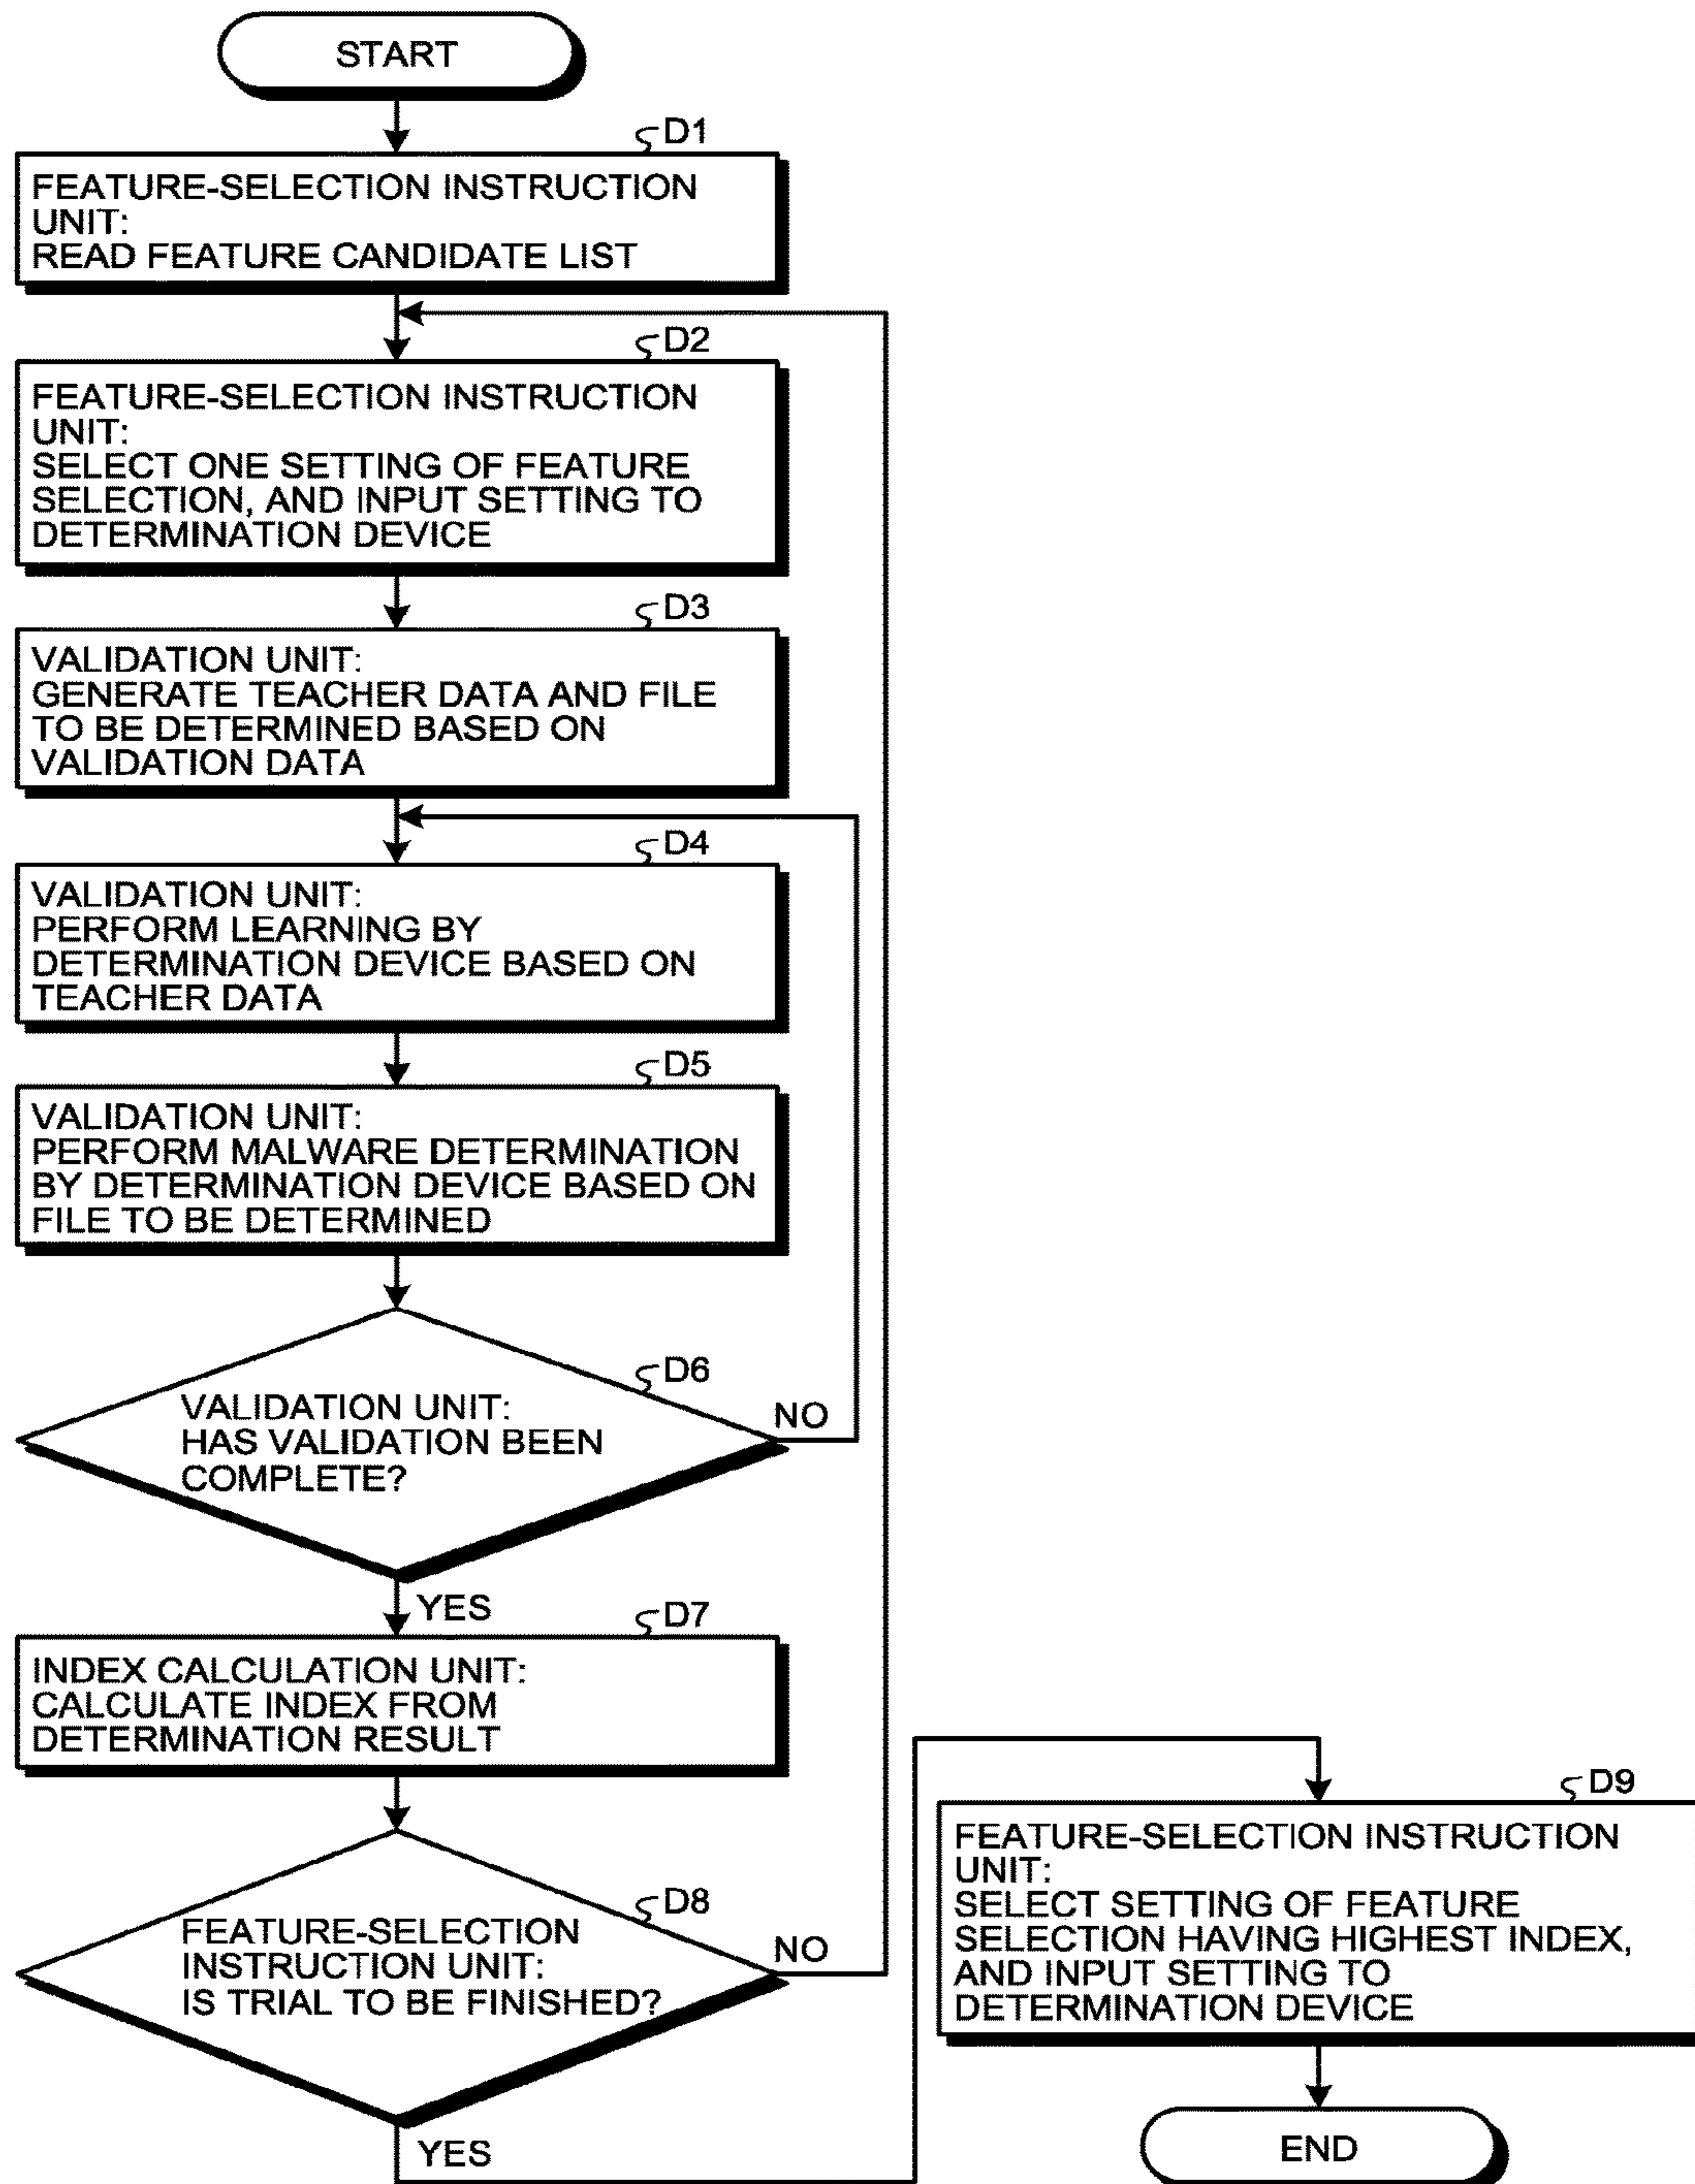 START
D1
FEATURE-SELECTION INSTRUCTION
UNIT:
READ FEATURE CANDIDATE LIST
D2
FEATURE-SELECTION INSTRUCTION
UNIT:
SELECT ONE SETTING OF FEATURE
SELECTION, AND INPUT SETTING TO
DETERMINATION DEVICE
D3
VALIDATION UNIT:
GENERATE TEACHER DATA AND FILE
TO BE DETERMINED BASED ON
VALIDATION DATA
D4
VALIDATION UNIT:
PERFORM LEARNING BY
DETERMINATION DEVICE BASED ON
TEACHER DATA
D5
VALIDATION UNIT:
PERFORM MALWARE DETERMINATION
BY DETERMINATION DEVICE BASED ON
FILE TO BE DETERMINED
D6
VALIDATION UNIT:
HAS VALIDATION BEEN
COMPLETE?
NO
YES
D7
INDEX CALCULATION UNIT:
CALCULATE INDEX FROM
DETERMINATION RESULT
D8
FEATURE-SELECTION
INSTRUCTION UNIT:
IS TRIAL TO BE FINISHED?
NO
YES
D9
FEATURE-SELECTION INSTRUCTION
UNIT:
SELECT SETTING OF FEATURE
SELECTION HAVING HIGHEST INDEX,
AND INPUT SETTING TO
DETERMINATION DEVICE
END